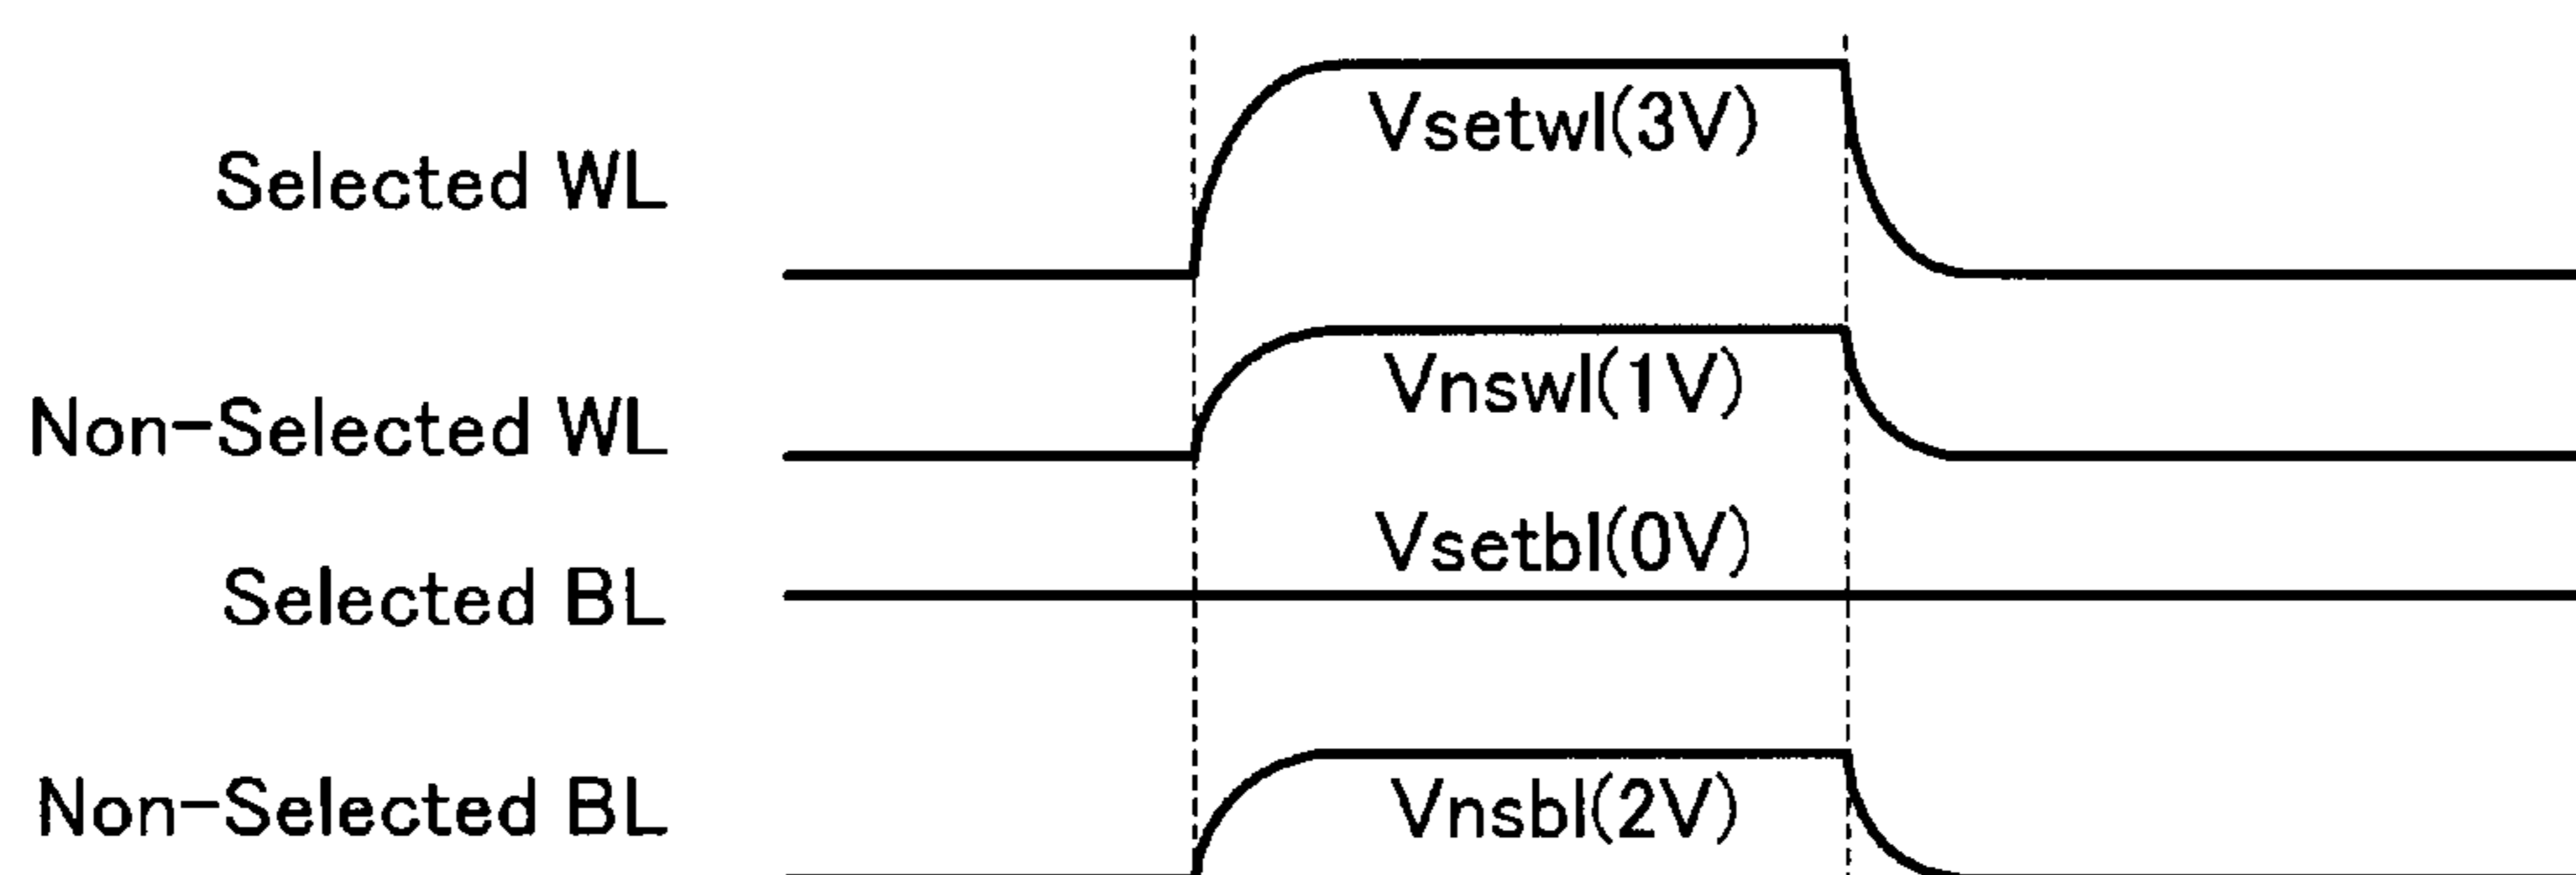 Vsetwl(3V)
Selected WL
Vnswl(1V)
Non-Selected WL
Vsetbl(0V)
Selected BL
Non-Selected BL
Vnsbl(2V)